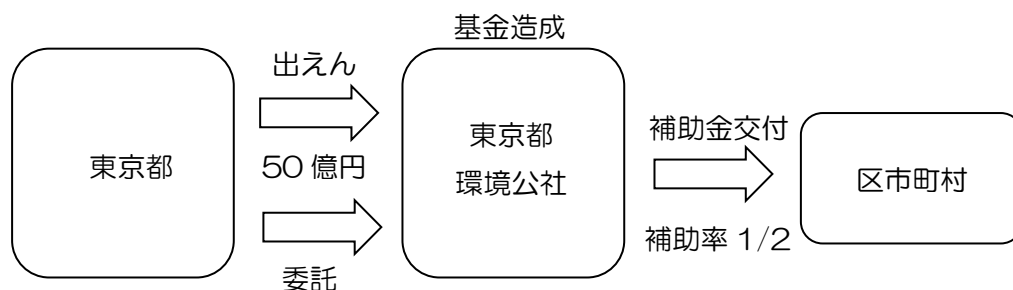 基金造成
出えん
東京都
50 億円
委託
東京都
環境公社
補助金交付
補助率 1/2
区市町村